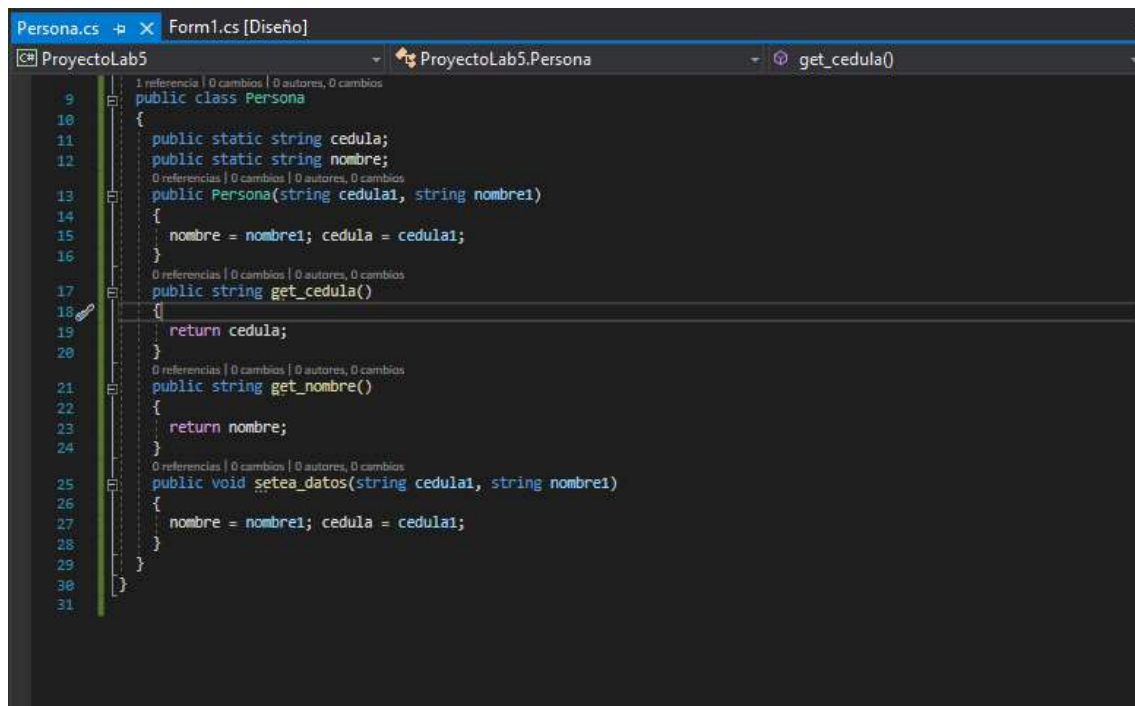 Persona.cs Form1.cs [Diseño]
C# ProyectoLab5 ProyectoLab5.Persona get_cedula()
1 referencia | 0 cambios | 0 autores, 0 cambios
9 public class Persona
10 {
11 public static string cedula;
12 public static string nombre;
0 referencias | 0 cambios | 0 autores, 0 cambios
13 public Persona(string cedula1, string nombre1)
14 {
15 nombre = nombre1; cedula = cedula1;
16 }
0 referencias | 0 cambios | 0 autores, 0 cambios
17 public string get_cedula()
18 {
19 return cedula;
20 }
0 referencias | 0 cambios | 0 autores, 0 cambios
21 public string get_nombre()
22 {
23 return nombre;
24 }
0 referencias | 0 cambios | 0 autores, 0 cambios
25 public void setea_datos(string cedula1, string nombre1)
26 {
27 nombre = nombre1; cedula = cedula1;
28 }
29 }
30 }
31